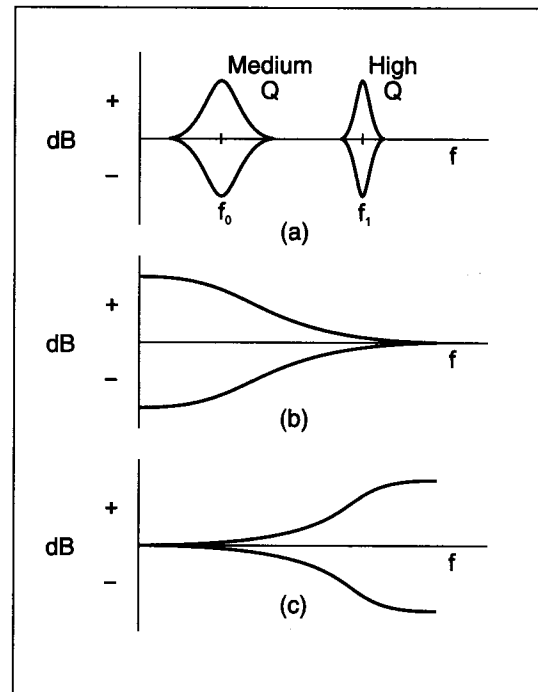 Medium High
Q Q
+
dB f
–
f₀ f₁
(a)
+
dB
– f
(b)
+
dB
– f
(c)